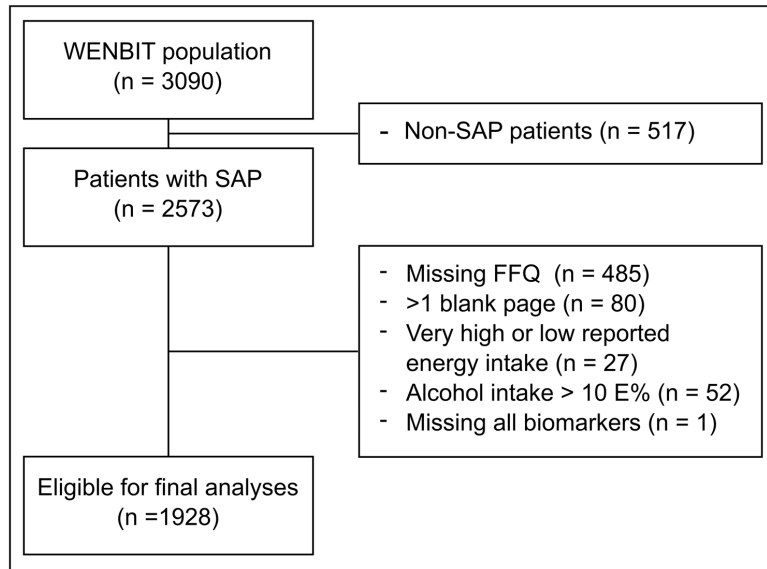 WENBIT population
(n = 3090)
- Non-SAP patients (n = 517)
Patients with SAP
(n = 2573)
- Missing FFQ (n = 485)
- >1 blank page (n = 80)
- Very high or low reported
energy intake (n = 27)
- Alcohol intake > 10 E% (n = 52)
- Missing all biomarkers (n = 1)
Eligible for final analyses
(n =1928)